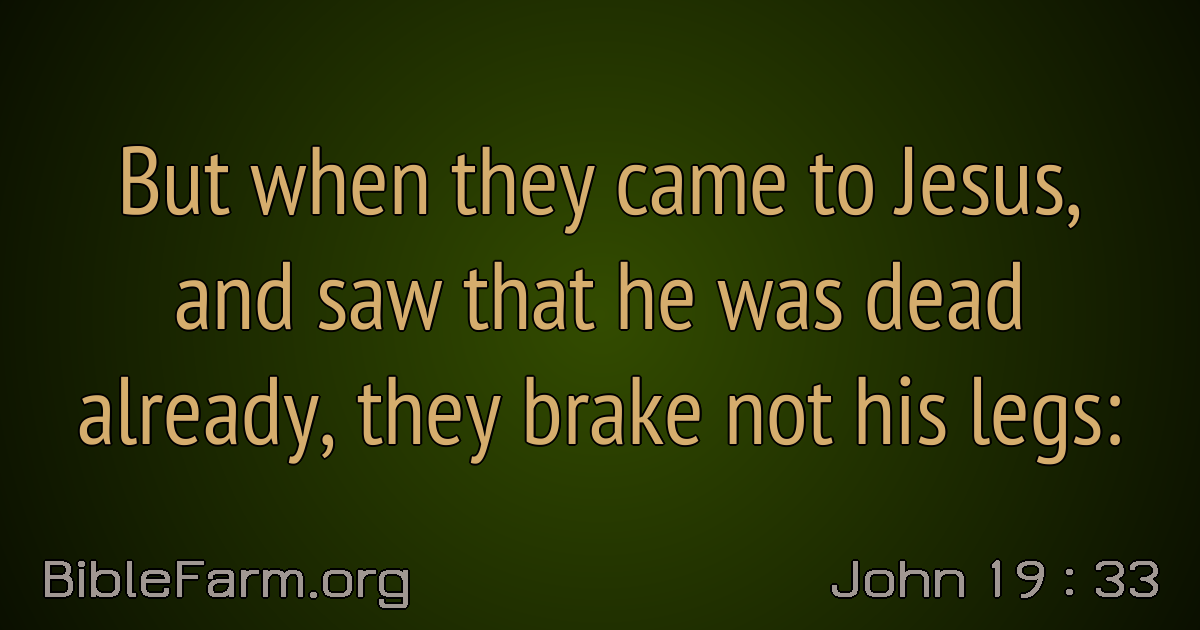 But when they came to Jesus,
and saw that he was dead
already, they brake not his legs:
BibleFarm.org
John 19 : 33